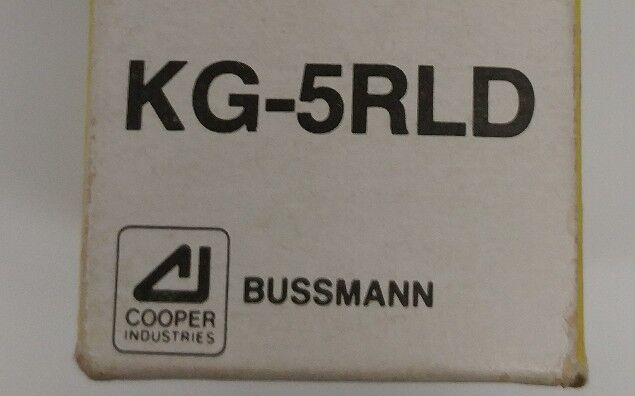 KG-5RLD
BUSSMANN
COOPER
INDUSTRIES